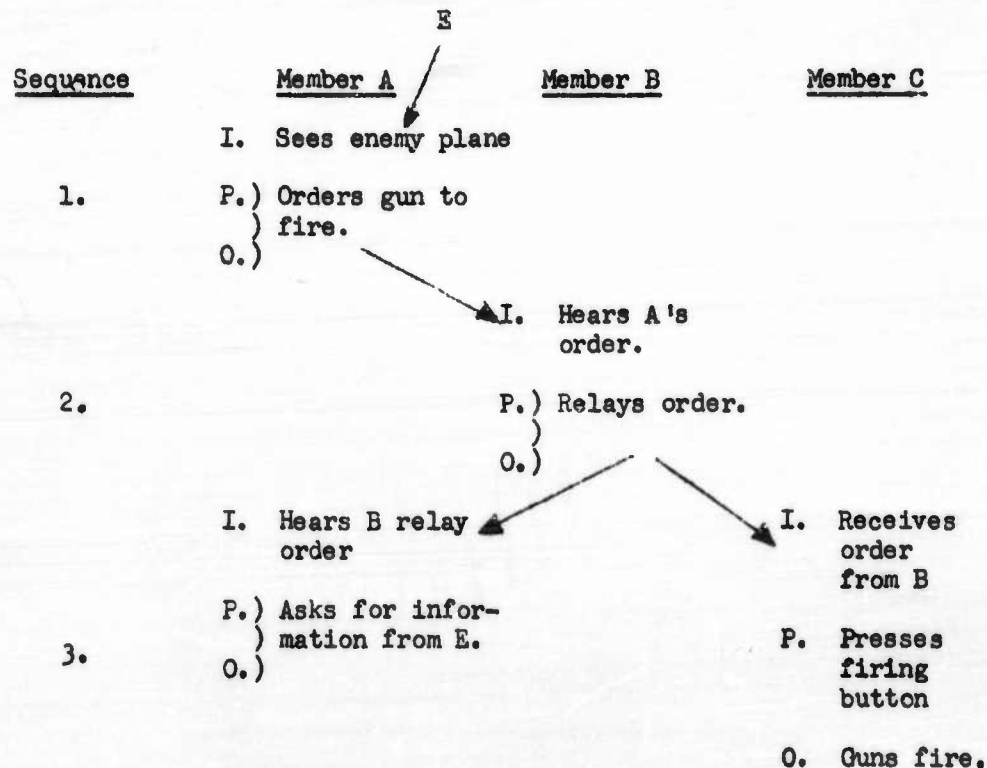 E
Sequence Member A Member B Member C
I. Sees enemy plane
1. P.) Orders gun to
) fire.
O.)
I. Hears A's
order.
2. P.) Relays order.
)
O.)
I. Hears B relay
order
I. Receives
order
from B
P.) Asks for infor-
) mation from E.
O.)
3.
P. Presses
firing
button
O. Guns fire.